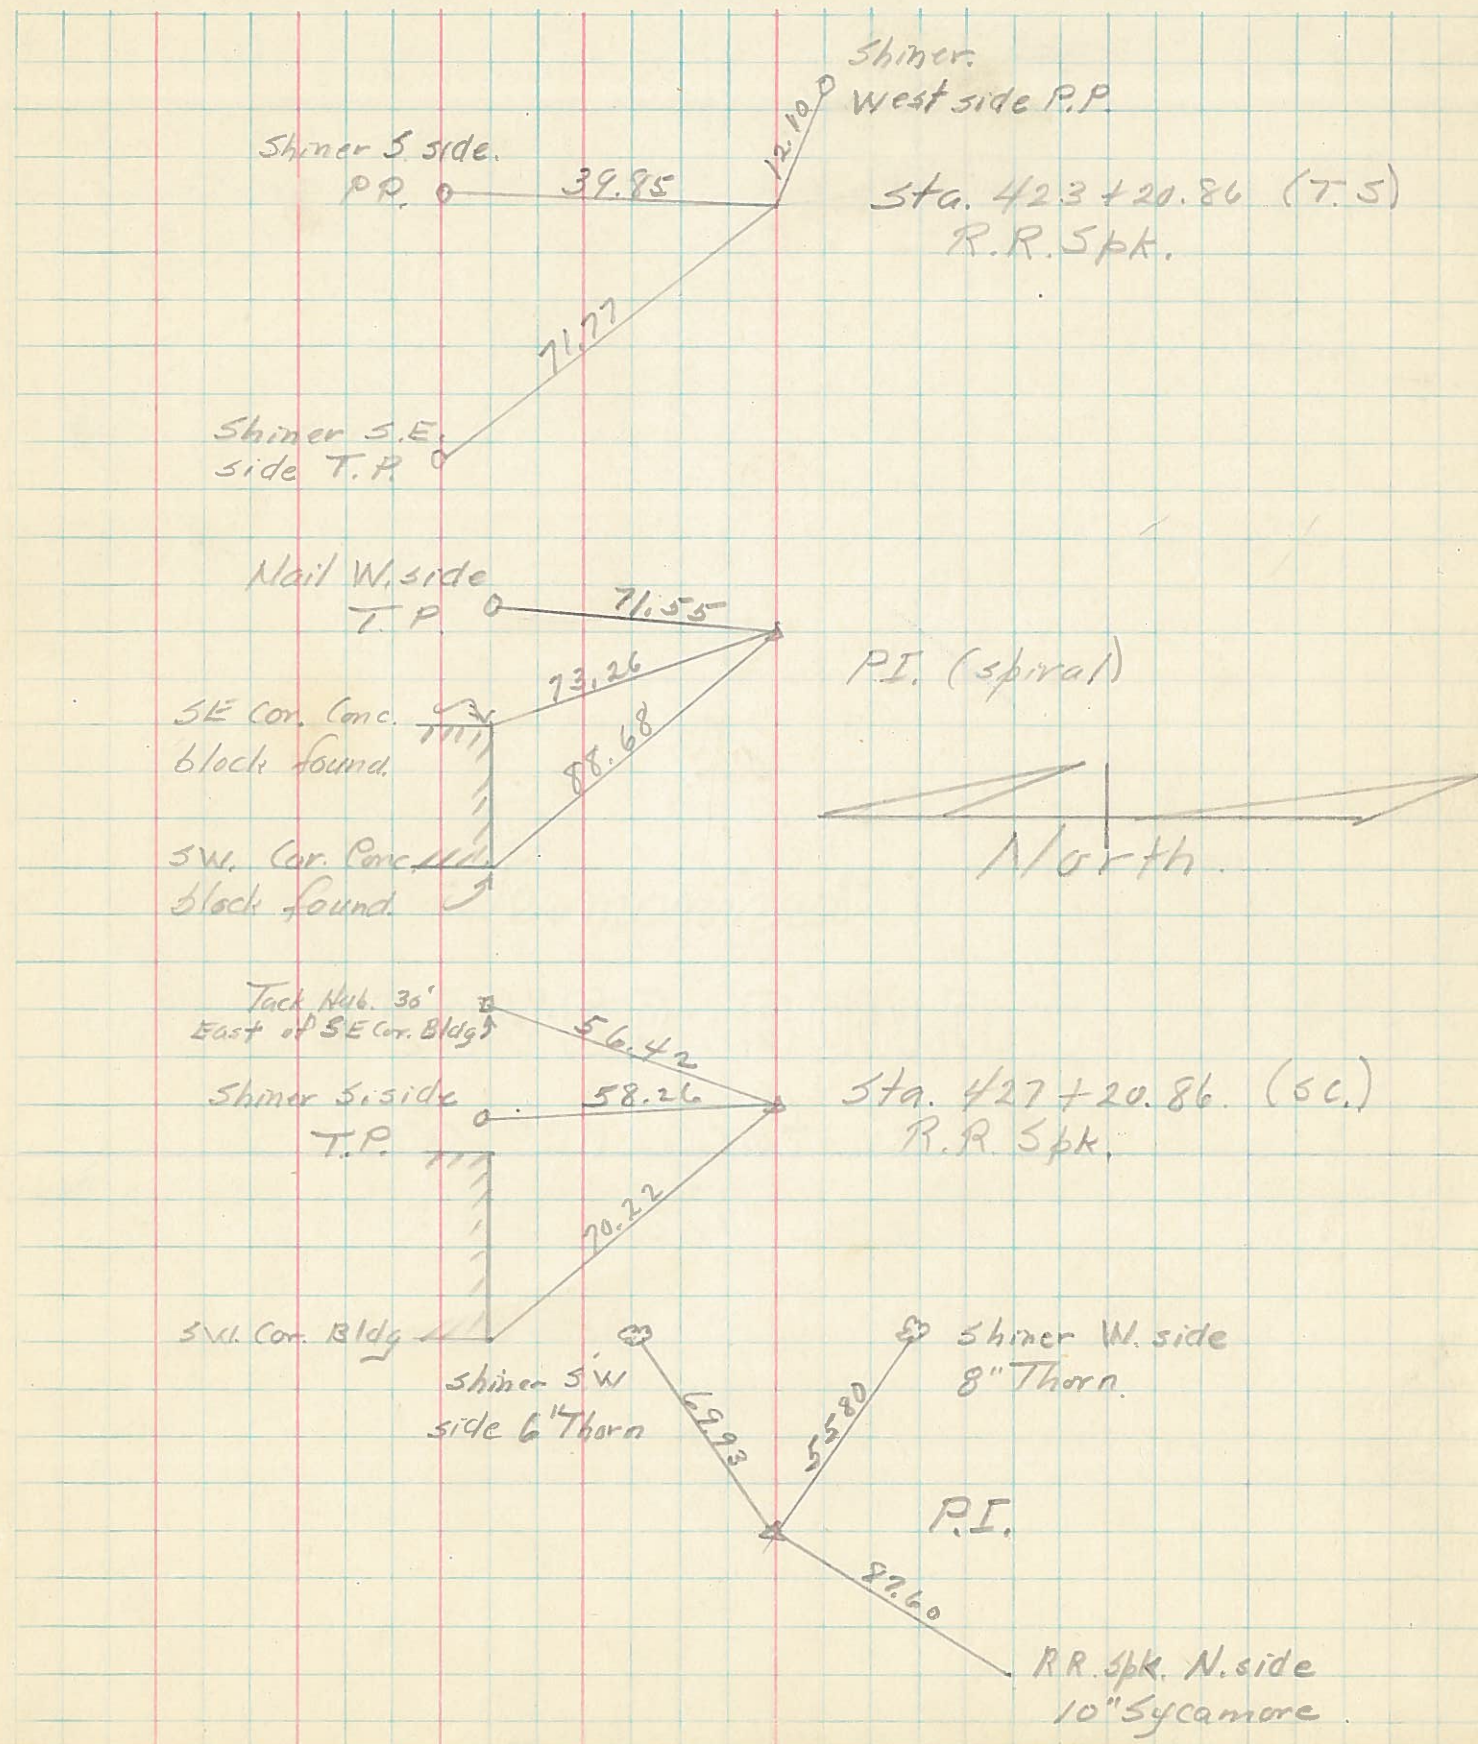 Shiner.
West side P.P.
12.10
Shiner S. side.
P.P.
39.85
Sta. 423+20.86 (T.S)
R.R. Spk.
71.77
Shiner S.E.
side T.P.
Nail W. side
T.P.
71.55
73.26
P.I. (spiral)
SE Cor. Conc.
block found.
88.68
North.
SW. Cor. Conc
block found.
Tack Hub. 30'
East of SE Cor. Bldg
56.42
Shiner S. side
T.P.
58.26
Sta. 427+20.86 (SC.)
R.R Spk.
70.22
SW. Cor. Bldg
Shiner SW
side 6" Thorn
69.93
55.80
Shiner W. side
8" Thorn.
P.I.
87.60
RR. spk. N. side
10" Sycamore.